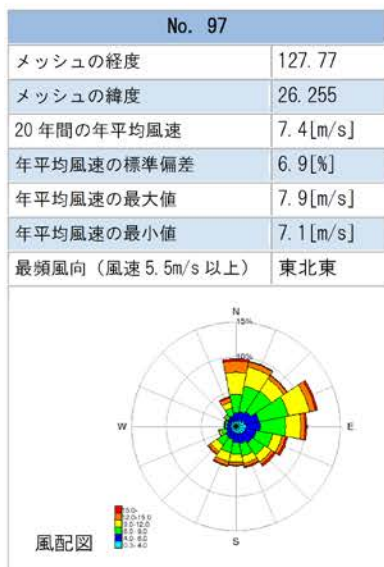 No. 97
メッシュの経度 127.77
メッシュの緯度 26.255
20年間の年平均風速 7.4[m/s]
年平均風速の標準偏差 6.9[%]
年平均風速の最大値 7.9[m/s]
年平均風速の最小値 7.1[m/s]
最頻風向（風速5.5m/s以上） 東北東
N
15%
10%
W
E
S
風配図